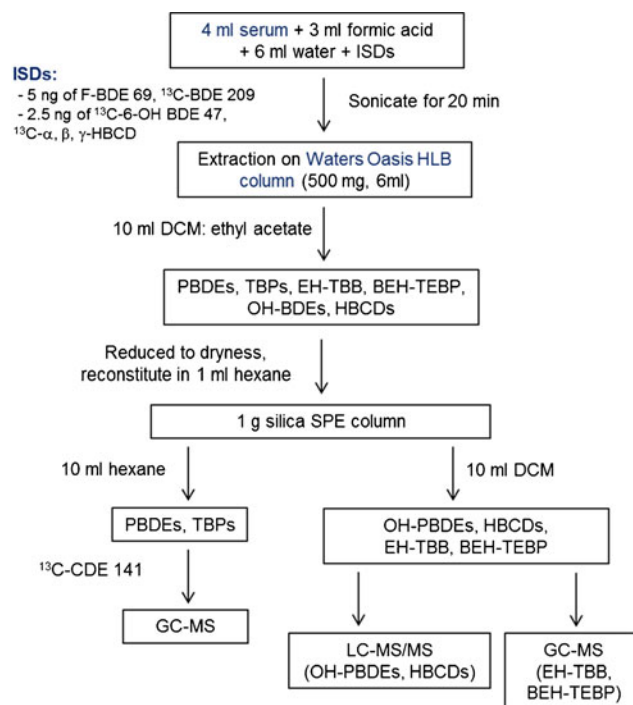 4 ml serum + 3 ml formic acid
+ 6 ml water + ISDs
ISDs:
- 5 ng of F-BDE 69, ¹³C-BDE 209
- 2.5 ng of ¹³C-6-OH BDE 47,
¹³C-α, β, γ-HBCD
Sonicate for 20 min
Extraction on Waters Oasis HLB
column (500 mg, 6ml)
10 ml DCM: ethyl acetate
PBDEs, TBPs, EH-TBB, BEH-TEBP,
OH-BDEs, HBCDs
Reduced to dryness,
reconstitute in 1 ml hexane
1 g silica SPE column
10 ml hexane
10 ml DCM
PBDEs, TBPs
OH-PBDEs, HBCDs,
EH-TBB, BEH-TEBP
¹³C-CDE 141
GC-MS
LC-MS/MS
(OH-PBDEs, HBCDs)
GC-MS
(EH-TBB,
BEH-TEBP)